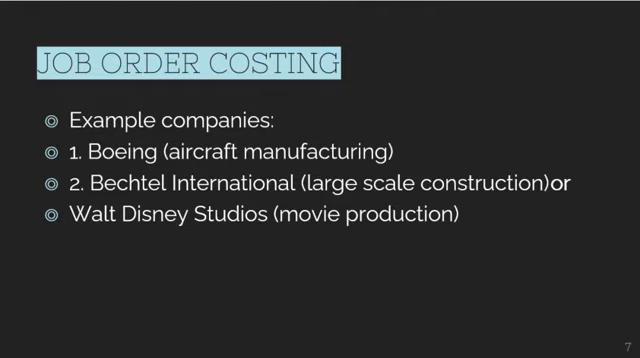 JOB ORDER COSTING
Example companies:
1. Boeing (aircraft manufacturing)
2. Bechtel International (large scale construction)or
Walt Disney Studios (movie production)
7